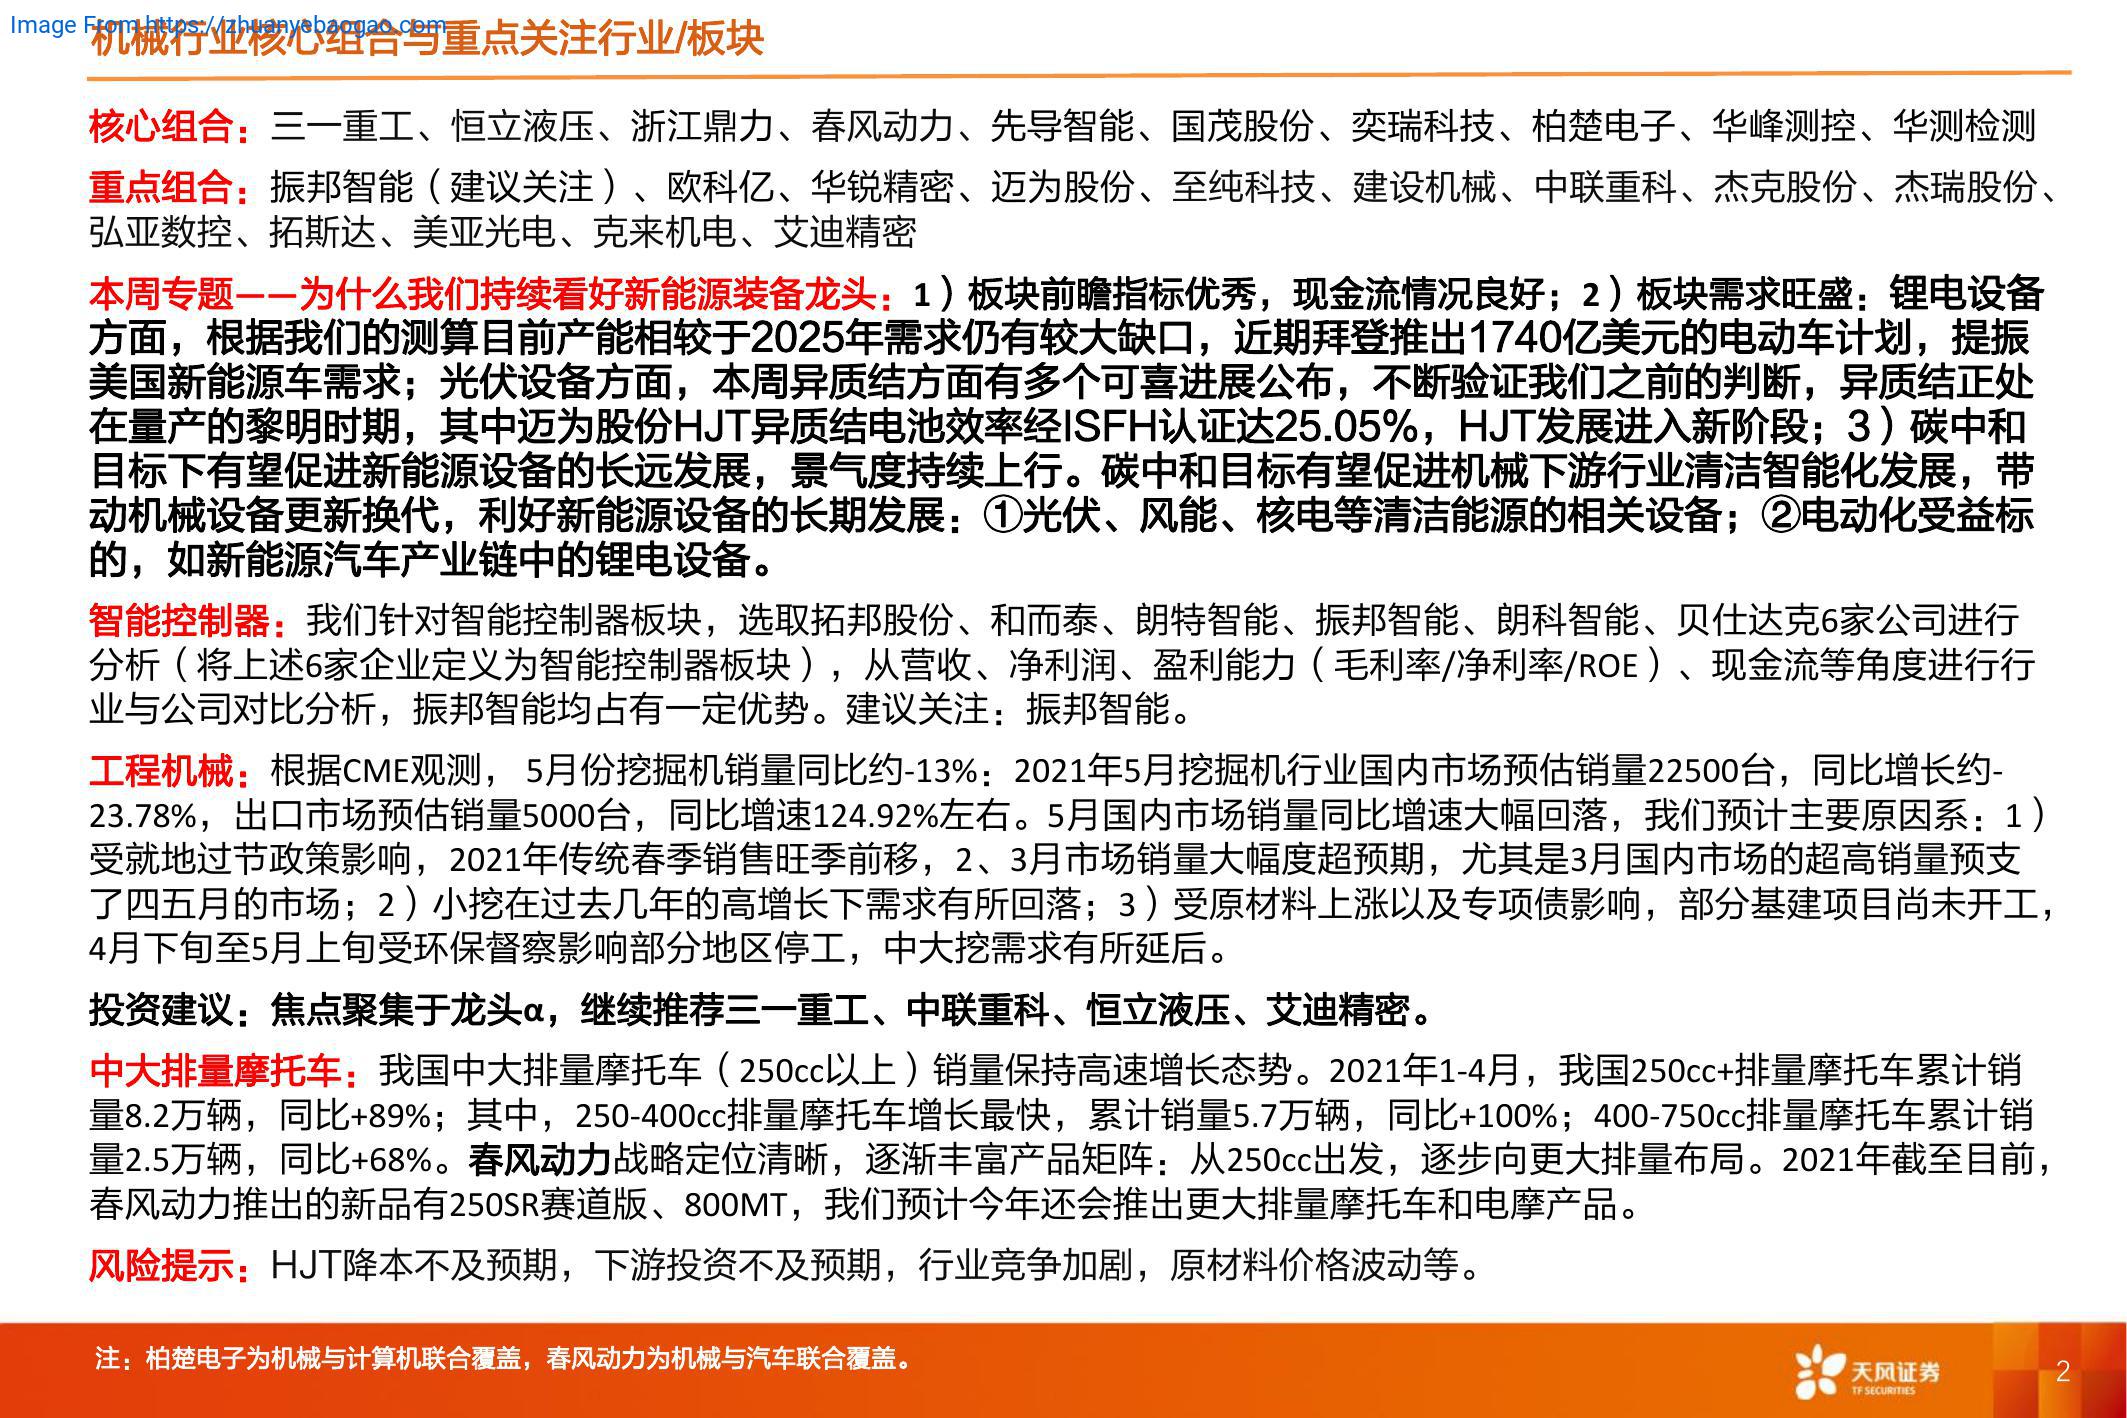 Image From https://zhuanyebaogao.com
机械行业核心组合与重点关注行业/板块
核心组合：三一重工、恒立液压、浙江鼎力、春风动力、先导智能、国茂股份、奕瑞科技、柏楚电子、华峰测控、华测检测
重点组合：振邦智能（建议关注）、欧科亿、华锐精密、迈为股份、至纯科技、建设机械、中联重科、杰克股份、杰瑞股份、
弘亚数控、拓斯达、美亚光电、克来机电、艾迪精密
本周专题——为什么我们持续看好新能源装备龙头：1）板块前瞻指标优秀，现金流情况良好；2）板块需求旺盛：锂电设备
方面，根据我们的测算目前产能相较于2025年需求仍有较大缺口，近期拜登推出1740亿美元的电动车计划，提振
美国新能源车需求；光伏设备方面，本周异质结方面有多个可喜进展公布，不断验证我们之前的判断，异质结正处
在量产的黎明时期，其中迈为股份HJT异质结电池效率经ISFH认证达25.05%，HJT发展进入新阶段；3）碳中和
目标下有望促进新能源设备的长远发展，景气度持续上行。碳中和目标有望促进机械下游行业清洁智能化发展，带
动机械设备更新换代，利好新能源设备的长期发展：①光伏、风能、核电等清洁能源的相关设备；②电动化受益标
的，如新能源汽车产业链中的锂电设备。
智能控制器：我们针对智能控制器板块，选取拓邦股份、和而泰、朗特智能、振邦智能、朗科智能、贝仕达克6家公司进行
分析（将上述6家企业定义为智能控制器板块），从营收、净利润、盈利能力（毛利率/净利率/ROE）、现金流等角度进行行
业与公司对比分析，振邦智能均占有一定优势。建议关注：振邦智能。
工程机械：根据CME观测， 5月份挖掘机销量同比约-13%：2021年5月挖掘机行业国内市场预估销量22500台，同比增长约-
23.78%，出口市场预估销量5000台，同比增速124.92%左右。5月国内市场销量同比增速大幅回落，我们预计主要原因系：1）
受就地过节政策影响，2021年传统春季销售旺季前移，2、3月市场销量大幅度超预期，尤其是3月国内市场的超高销量预支
了四五月的市场；2）小挖在过去几年的高增长下需求有所回落；3）受原材料上涨以及专项债影响，部分基建项目尚未开工，
4月下旬至5月上旬受环保督察影响部分地区停工，中大挖需求有所延后。
投资建议：焦点聚集于龙头α，继续推荐三一重工、中联重科、恒立液压、艾迪精密。
中大排量摩托车：我国中大排量摩托车（250cc以上）销量保持高速增长态势。2021年1-4月，我国250cc+排量摩托车累计销
量8.2万辆，同比+89%；其中，250-400cc排量摩托车增长最快，累计销量5.7万辆，同比+100%；400-750cc排量摩托车累计销
量2.5万辆，同比+68%。春风动力战略定位清晰，逐渐丰富产品矩阵：从250cc出发，逐步向更大排量布局。2021年截至目前，
春风动力推出的新品有250SR赛道版、800MT，我们预计今年还会推出更大排量摩托车和电摩产品。
风险提示：HJT降本不及预期，下游投资不及预期，行业竞争加剧，原材料价格波动等。
注：柏楚电子为机械与计算机联合覆盖，春风动力为机械与汽车联合覆盖。
天风证券
TF SECURITIES
2